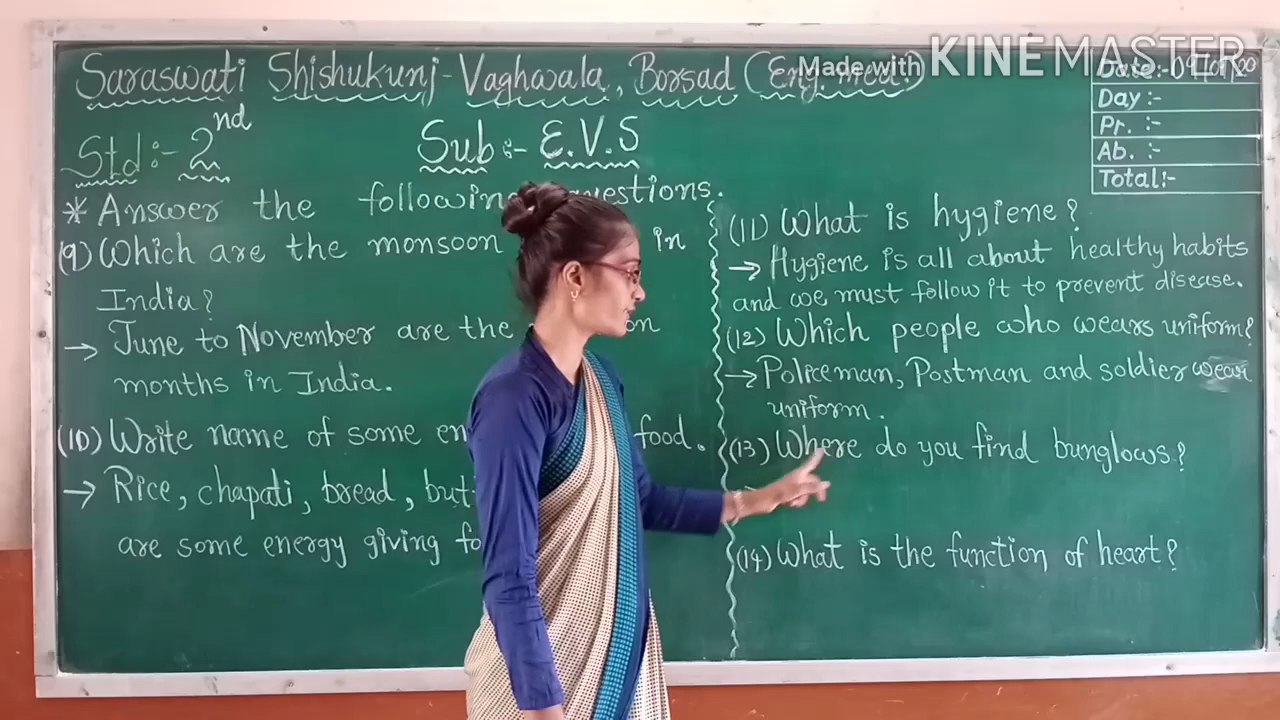 Saraswati Shishukunj-Vaghwala, Borsad (Eng. med.)
Made with KINEMASTER
Date:-09
Day :-
Pr. :-
Ab. :-
Total:-
Std :- 2nd
Sub :- E.V.S
* Answer the following questions.
(9) Which are the monsoon in
India?
→ June to November are the
months in India.
(10) Write name of some food.
→ Rice, chapati, bread,
are some energy giving
(11) What is hygiene?
→ Hygiene is all about healthy habits
and we must follow it to prevent disease.
(12) Which people who wears uniform?
→ Policeman, Postman and soldier wear
uniform.
(13) Where do you find bunglows?
(14) What is the function of heart?